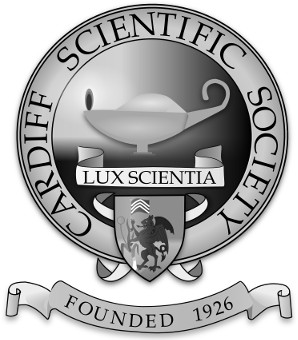 CARDIFF SCIENTIFIC SOCIETY
LUX SCIENTIA
FOUNDED 1926